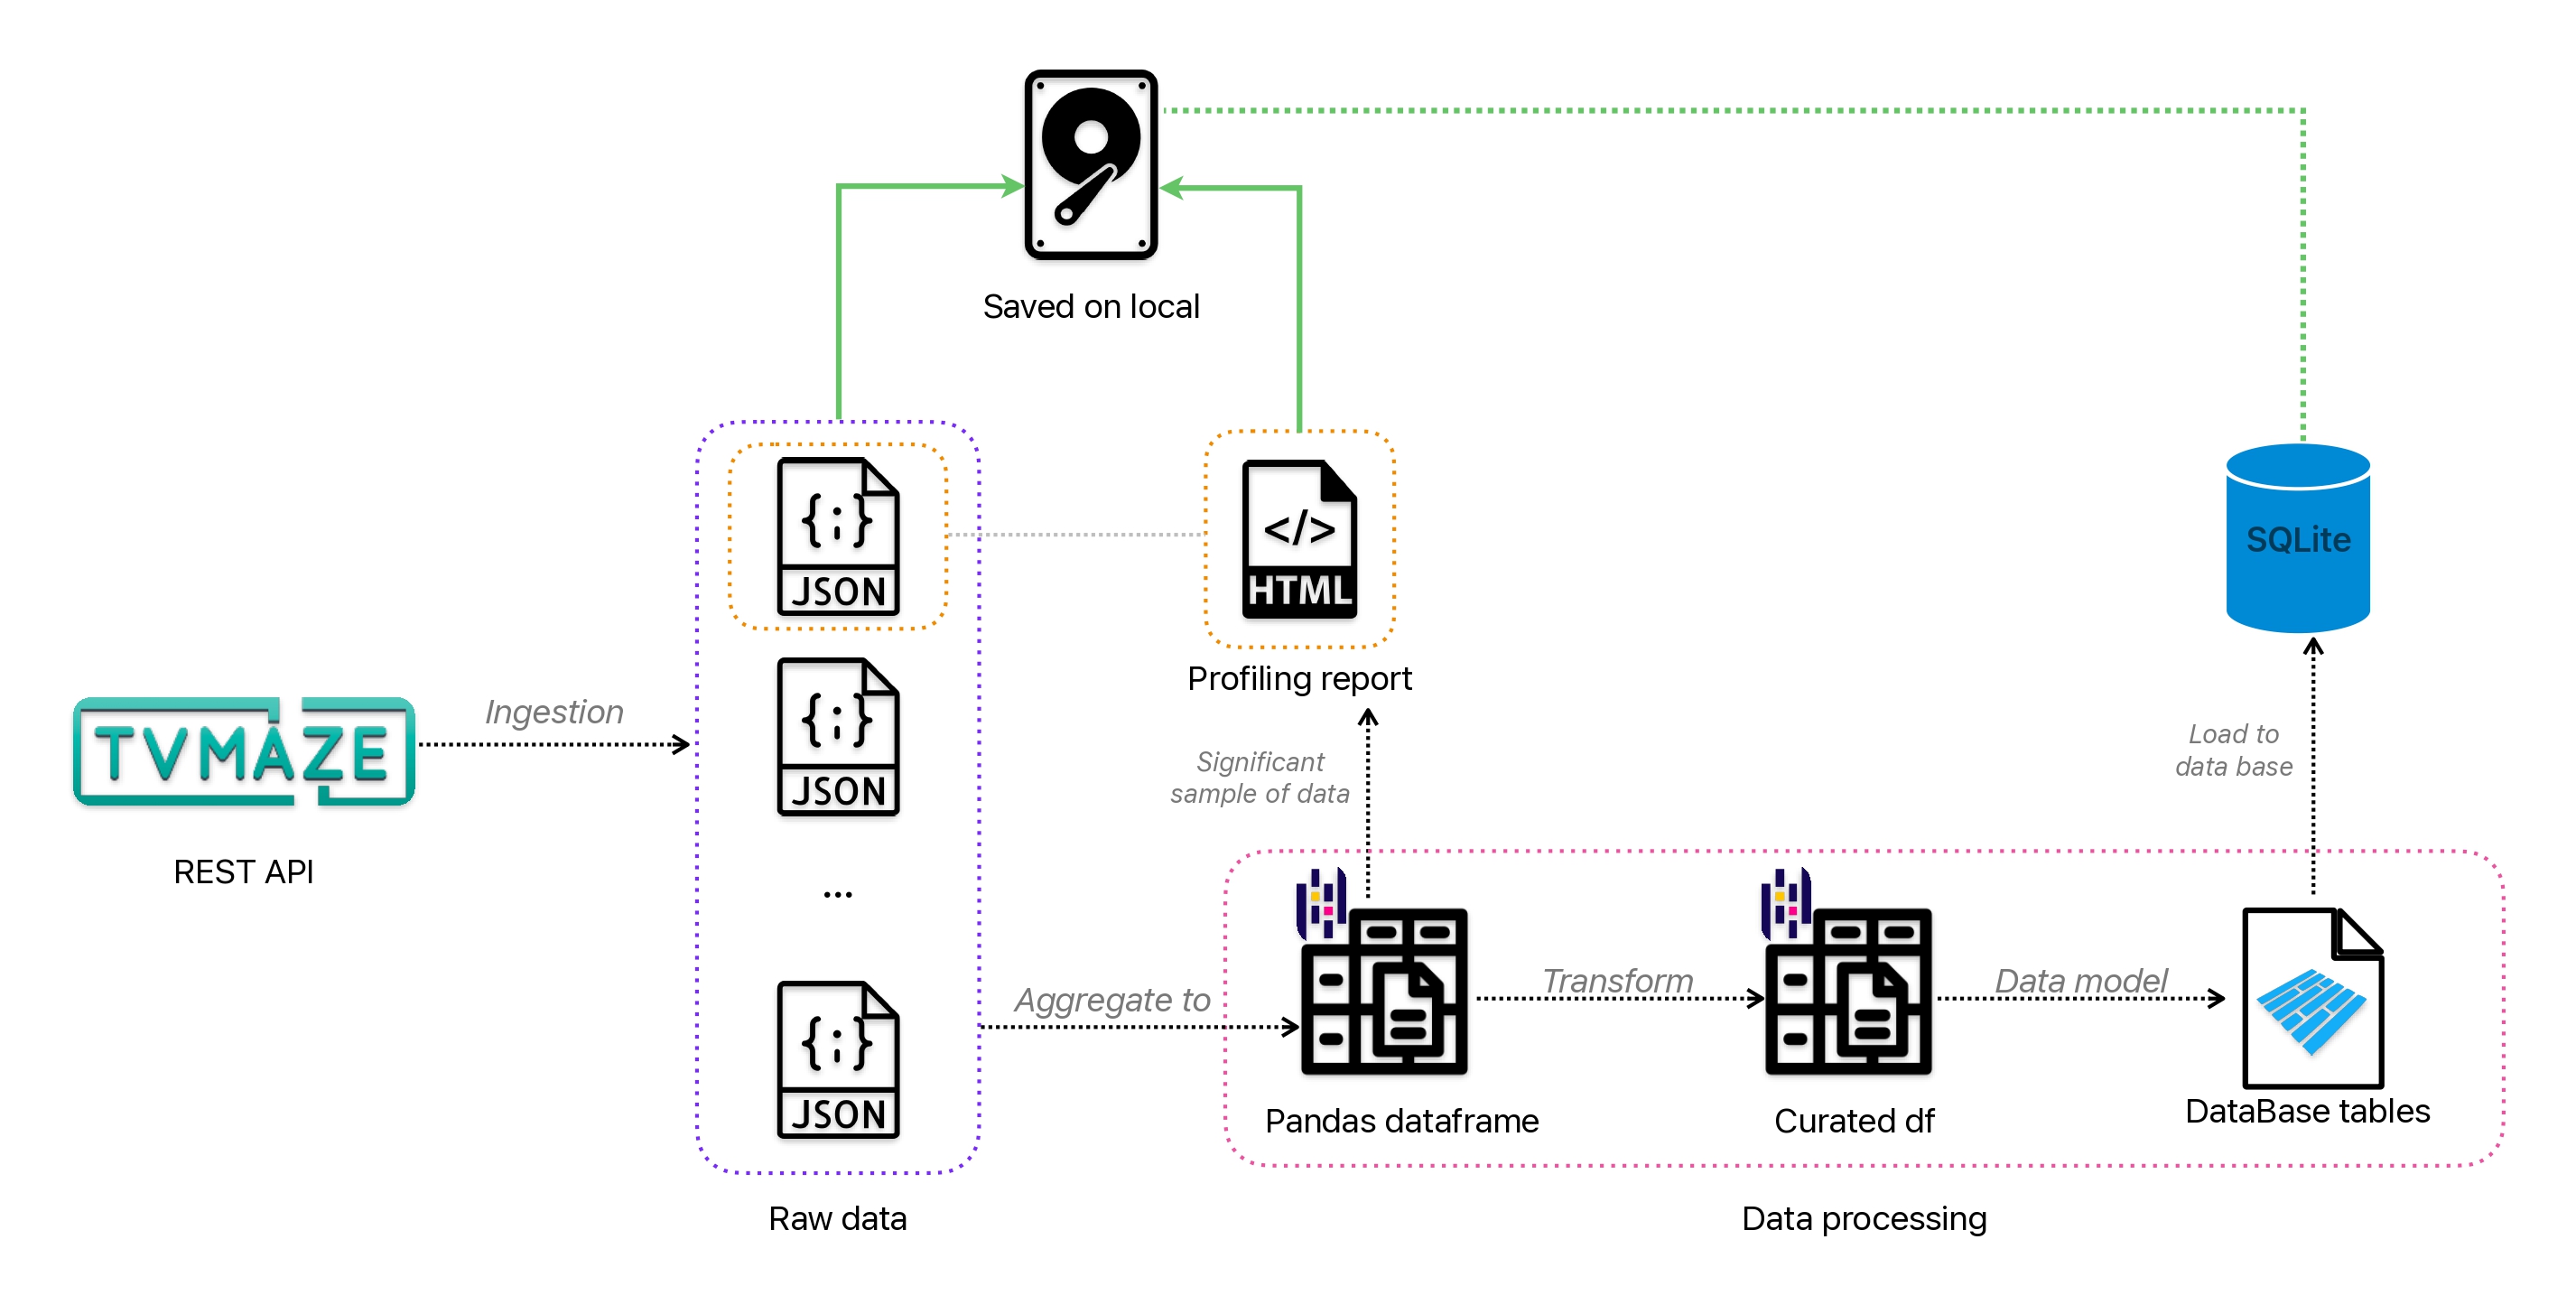 Saved on local
{;}
JSON
</>
HTML
Profiling report
SQLite
{;}
JSON
TVMAZE
REST API
Ingestion
...
Significant
sample of data
Load to
data base
{;}
JSON
Raw data
Aggregate to
Pandas dataframe
Transform
Curated df
Data model
DataBase tables
Data processing